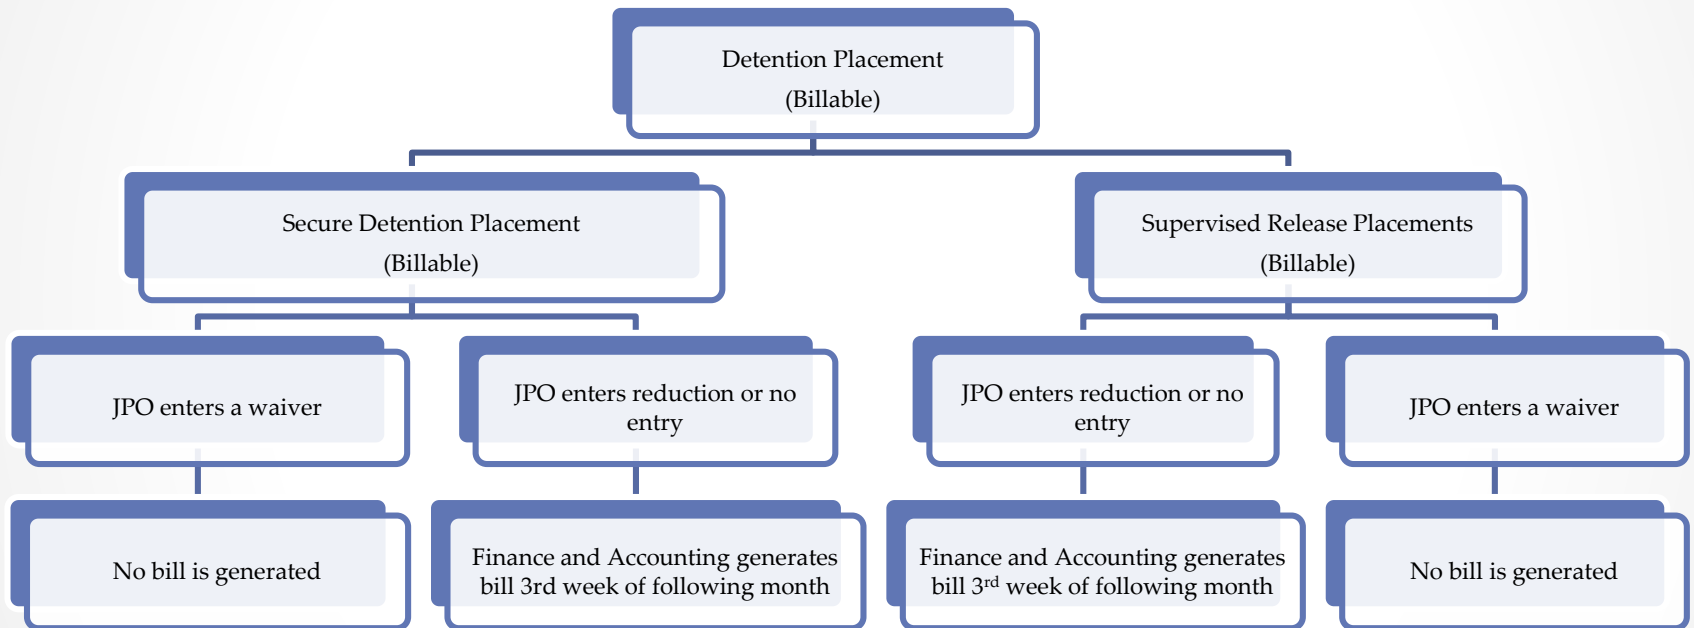 Detention Placement
(Billable)
Secure Detention Placement
(Billable)
Supervised Release Placements
(Billable)
JPO enters a waiver
JPO enters reduction or no
entry
JPO enters reduction or no
entry
JPO enters a waiver
No bill is generated
Finance and Accounting generates
bill 3rd week of following month
Finance and Accounting generates
bill 3rd week of following month
No bill is generated